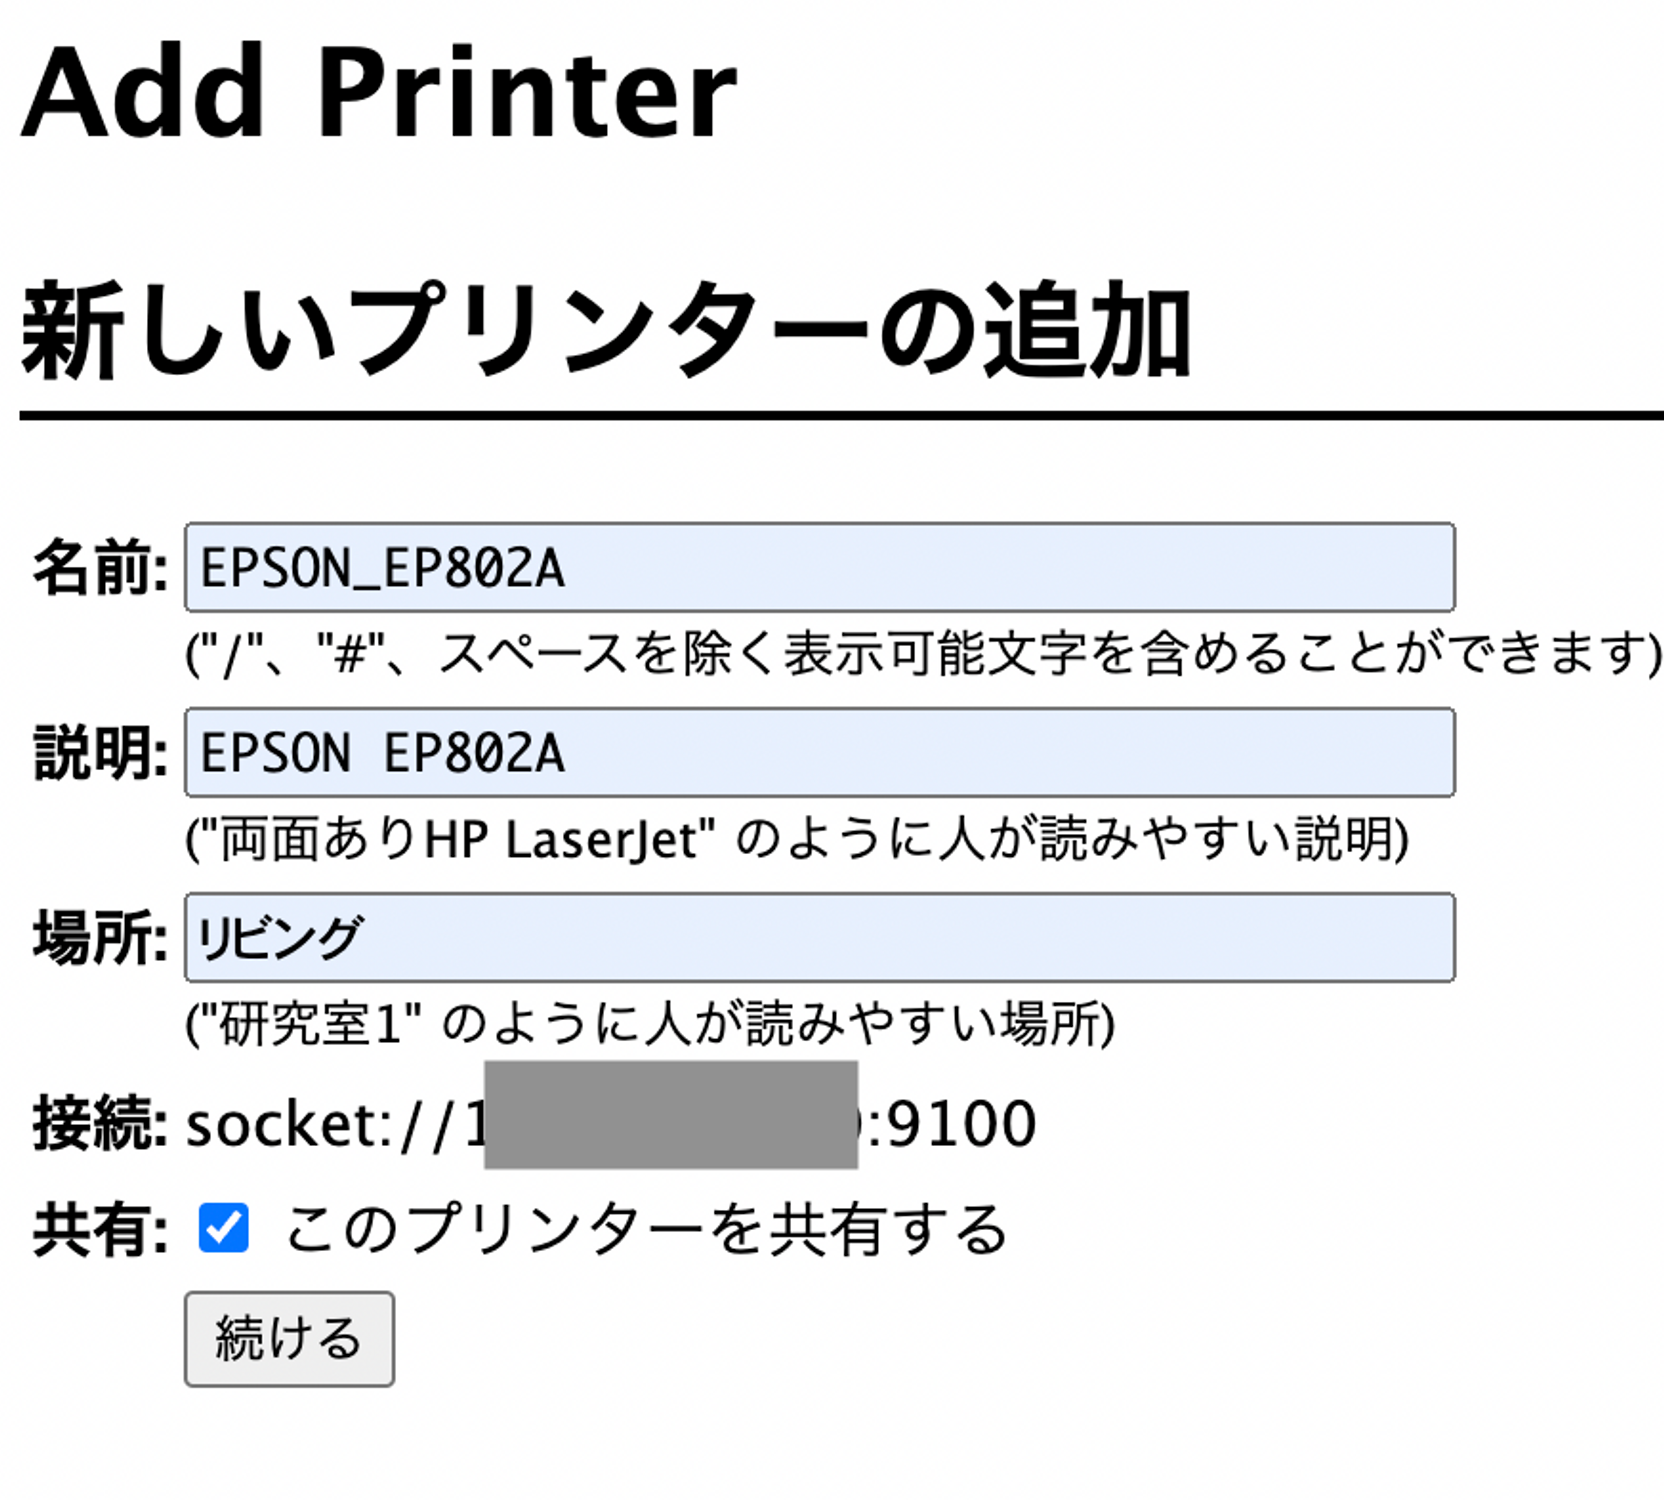 Add Printer
新しいプリンターの追加
名前: EPSON_EP802A
("/"、"#"、スペースを除く表示可能文字を含めることができます)
説明: EPSON EP802A
("両面ありHP LaserJet" のように人が読みやすい説明)
場所: リビング
("研究室1" のように人が読みやすい場所)
接続: socket://1 :9100
共有: このプリンターを共有する
続ける